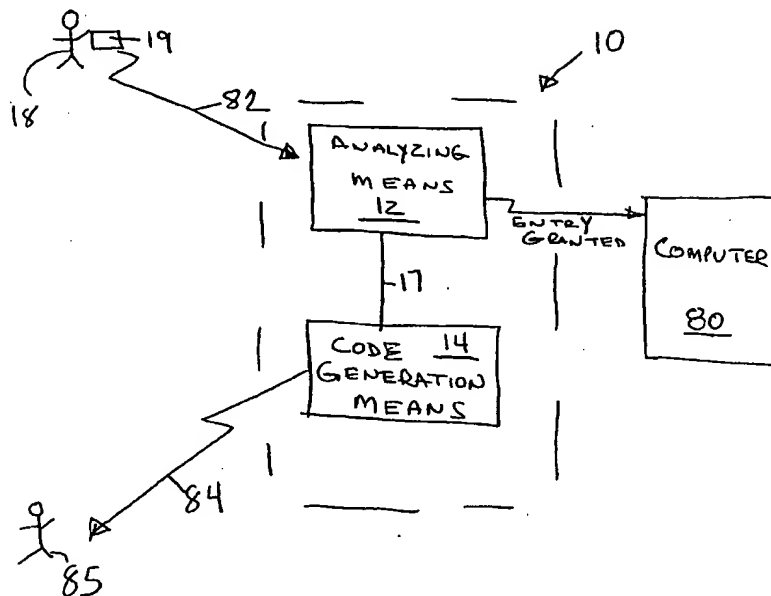 19
10
18
82
ANALYZING
MEANS
12
ENTRY
GRANTED
COMPUTER
80
17
CODE 14
GENERATION
MEANS
84
85